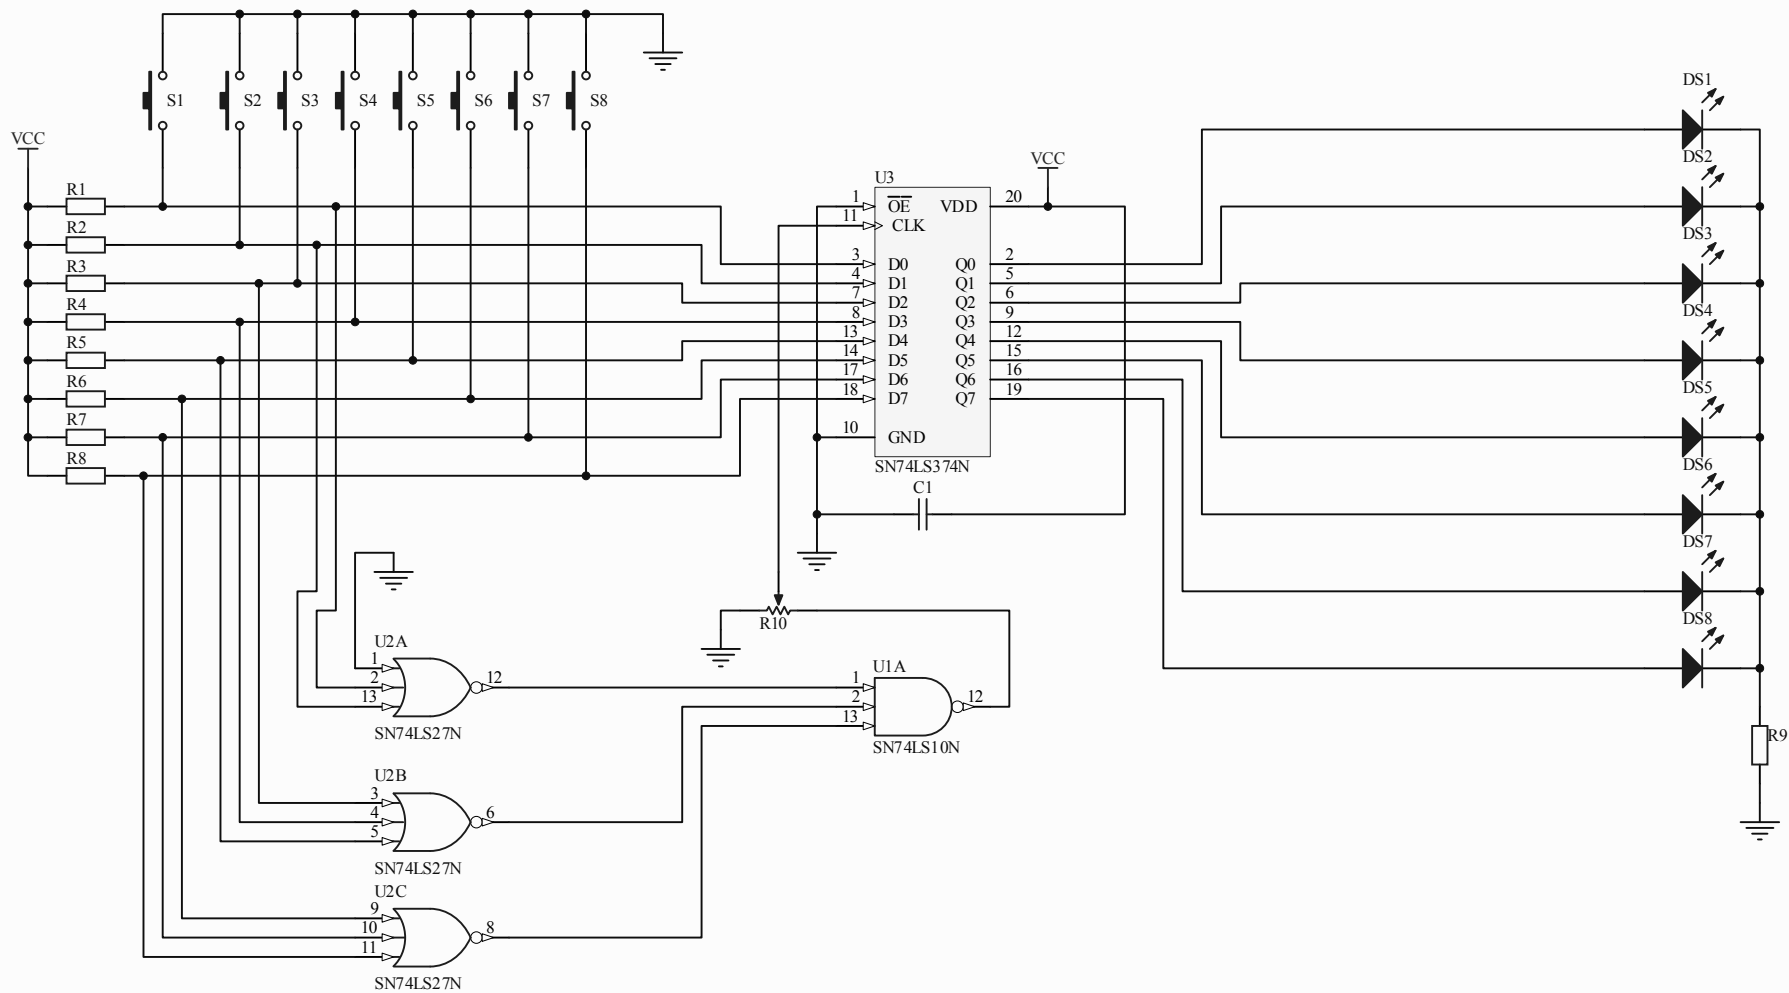 S1 S2 S3 S4 S5 S6 S7 S8
VCC
R1
R2
R3
R4
R5
R6
R7
R8
U3
VCC
1 OE VDD 20
11 CLK
3 D0 Q0 2
4 D1 Q1 5
7 D2 Q2 6
8 D3 Q3 9
13 D4 Q4 12
14 D5 Q5 15
17 D6 Q6 16
18 D7 Q7 19
10 GND
SN74LS374N
C1
DS1
DS2
DS3
DS4
DS5
DS6
DS7
DS8
R9
R10
U2A
1
2
13
12
SN74LS27N
U1A
1
2
13
12
SN74LS10N
U2B
3
4
5
6
SN74LS27N
U2C
9
10
11
8
SN74LS27N